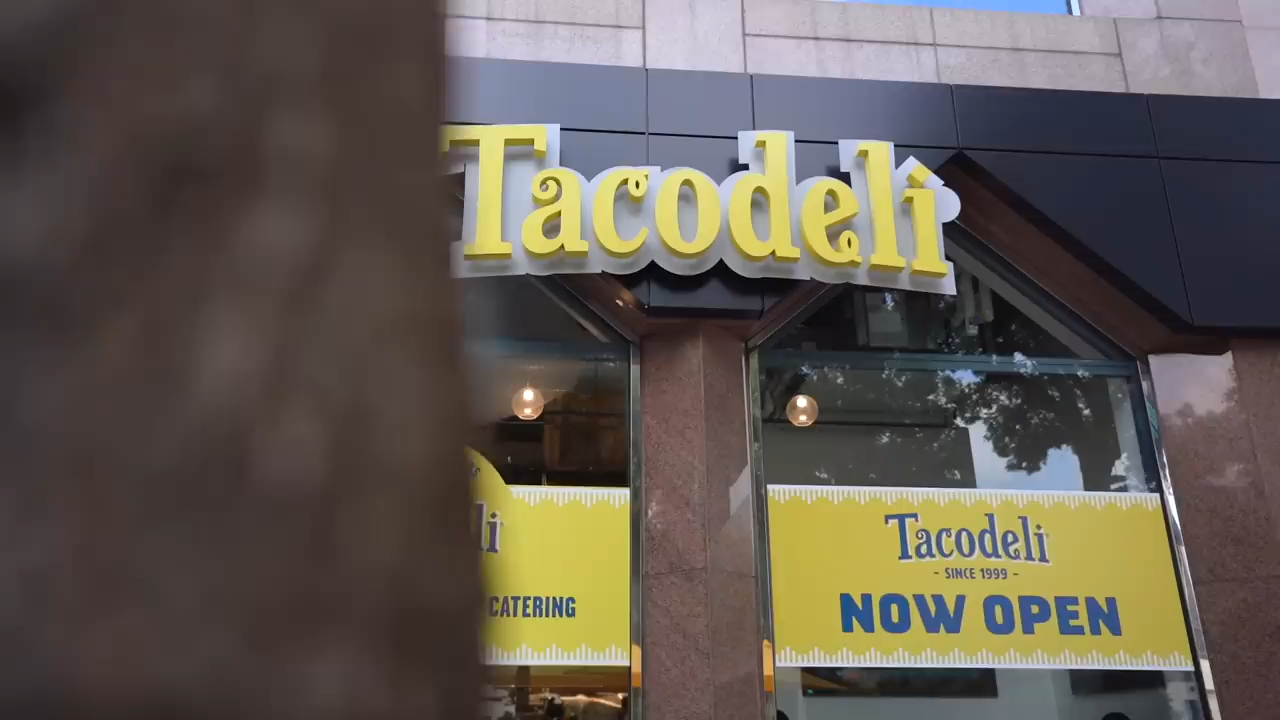 Tacodeli
li
CATERING
Tacodeli
- SINCE 1999 -
NOW OPEN